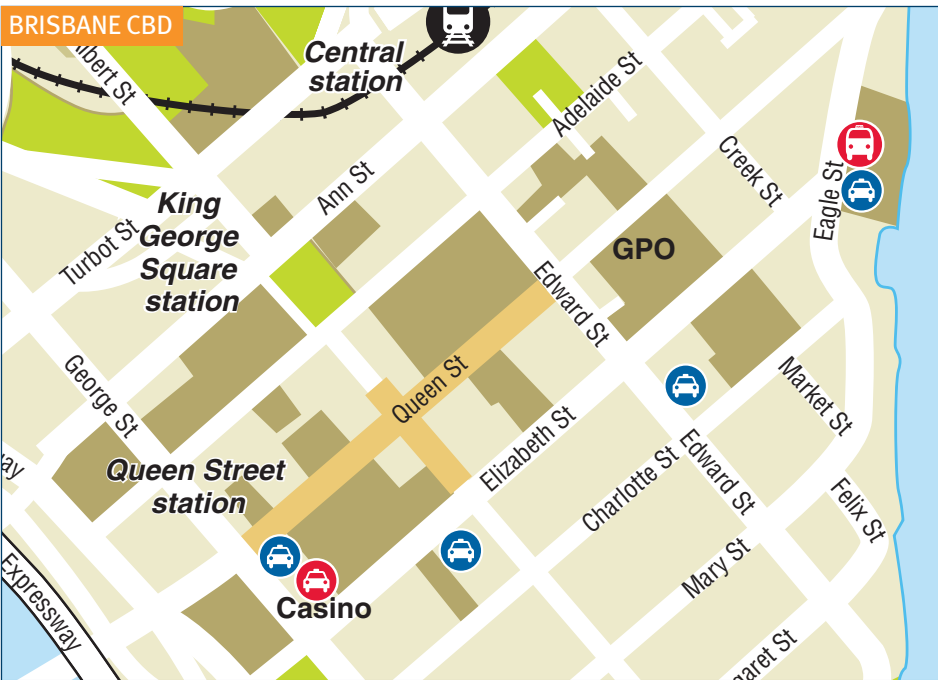 BRISBANE CBD
Albert St
Central
station
Adelaide St
Creek St
Ann St
Eagle St
King
George
Square
station
Turbot St
GPO
Edward St
George St
Queen St
Market St
Elizabeth St
Queen Street
station
Charlotte St
Edward St
Felix St
Mary St
Expressway
Casino